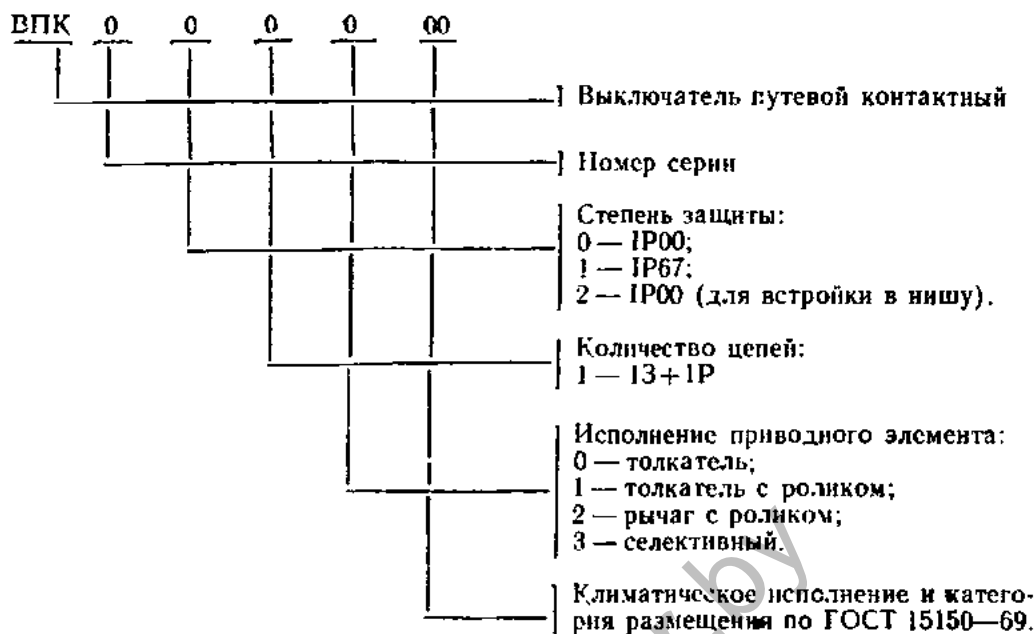 ВПК 0 0 0 0 00
Выключатель путевой контактный
Номер серии
Степень защиты:
0 — IP00;
1 — IP67;
2 — IP00 (для встройки в нишу).
Количество цепей:
1 — 1З+1Р
Исполнение приводного элемента:
0 — толкатель;
1 — толкатель с роликом;
2 — рычаг с роликом;
3 — селективный.
Климатическое исполнение и катего-
рия размещения по ГОСТ 15150—69.
by